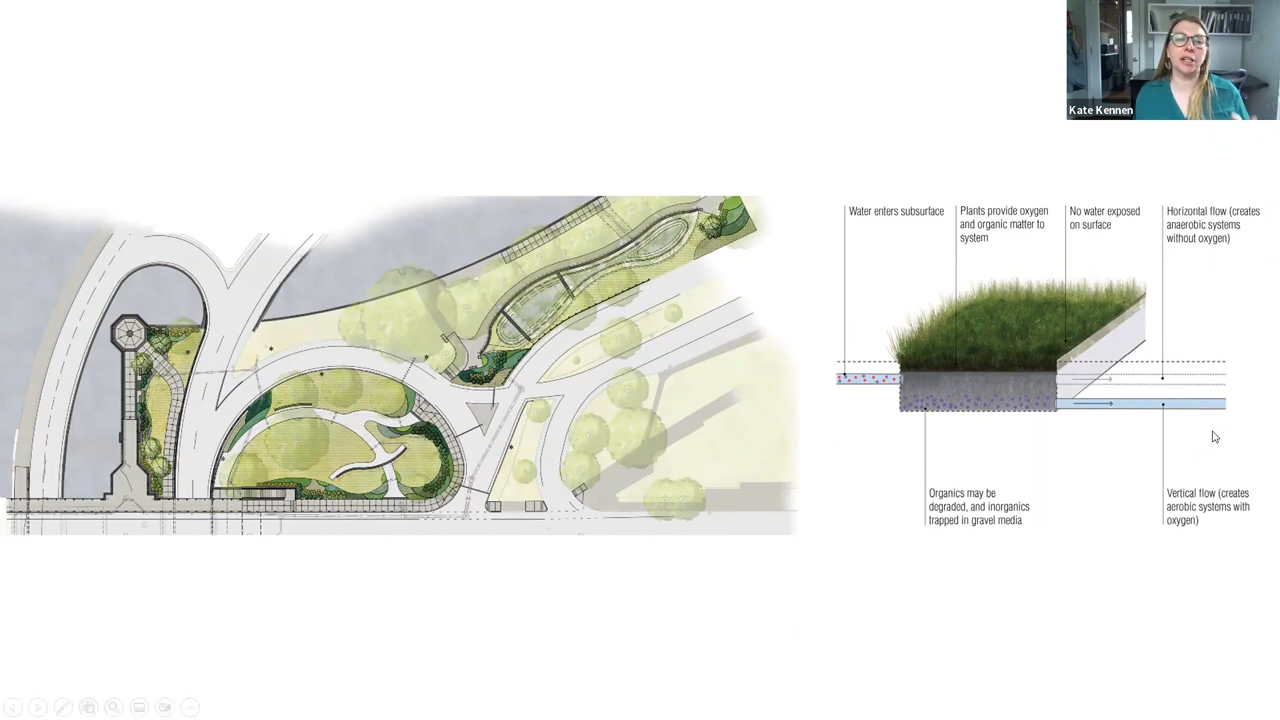 Kate Kennen
Water enters subsurface
Plants provide oxygen
and organic matter to
system
No water exposed
on surface
Horizontal flow (creates
anaerobic systems
without oxygen)
Organics may be
degraded, and inorganics
trapped in gravel media
Vertical flow (creates
aerobic systems with
oxygen)